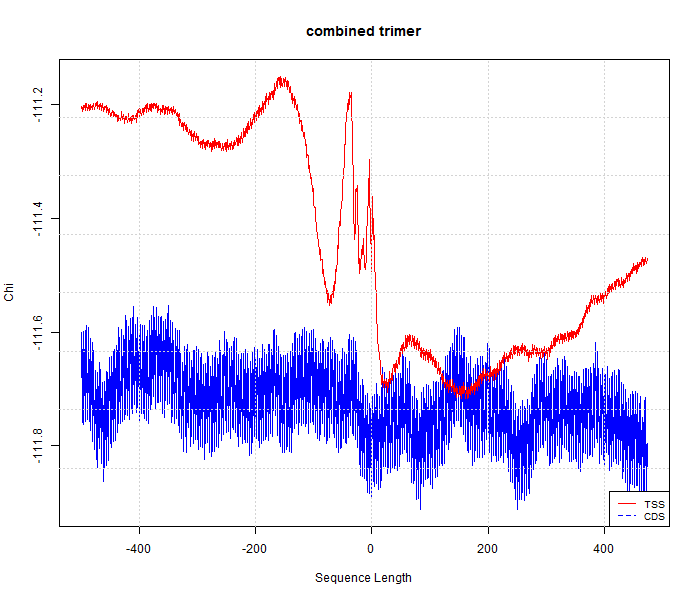 combined trimer
-111.2
-111.4
-111.6
-111.8
Chi
TSS
CDS
-400 -200 0 200 400
Sequence Length